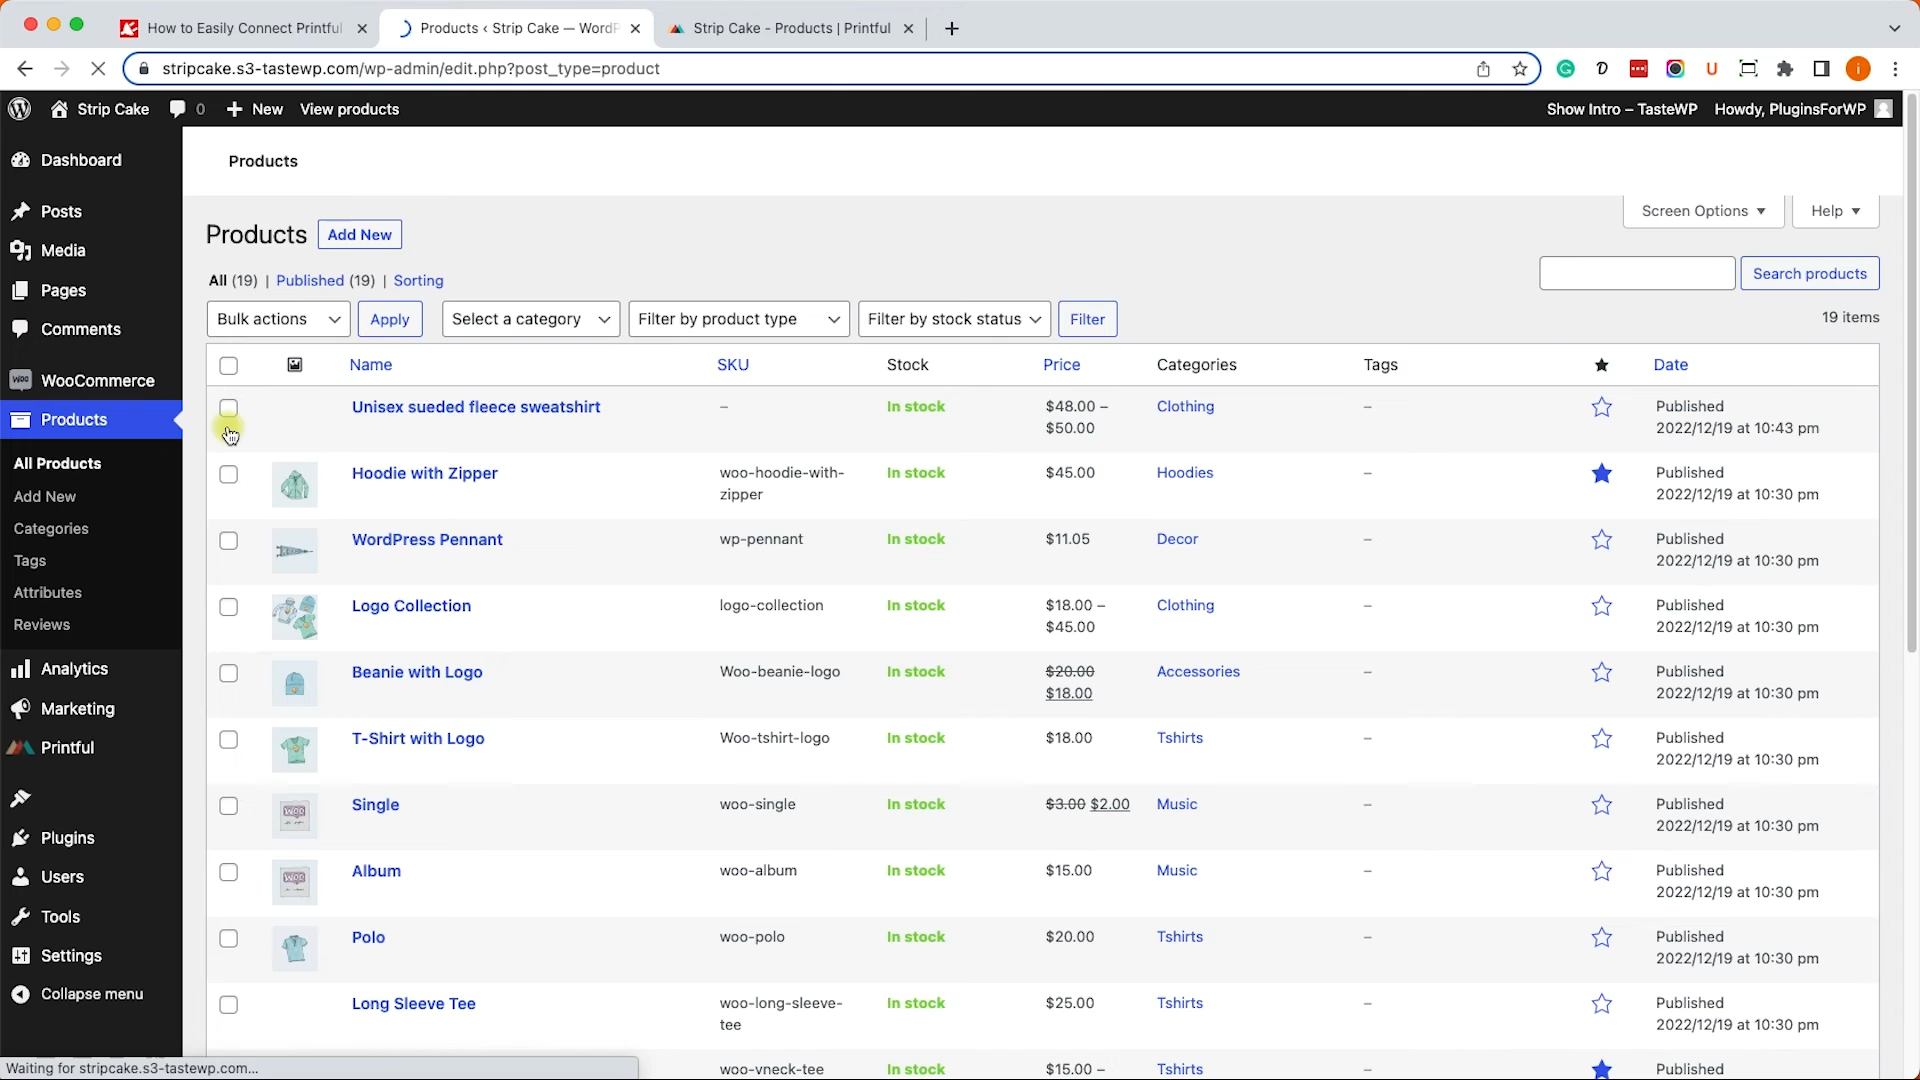 How to Easily Connect Printful
Products ‹ Strip Cake — WordP
Strip Cake - Products | Printful
stripcake.s3-tastewp.com/wp-admin/edit.php?post_type=product
Strip Cake 0 New View products
Show Intro – TasteWP Howdy, PluginsForWP
Dashboard
Posts
Media
Pages
Comments
WooCommerce
Products
All Products
Add New
Categories
Tags
Attributes
Reviews
Analytics
Marketing
Printful
Plugins
Users
Tools
Settings
Collapse menu
Products
Screen Options Help
Products Add New
All (19) | Published (19) | Sorting
Search products
Bulk actions Apply Select a category Filter by product type Filter by stock status Filter
19 items
Name SKU Stock Price Categories Tags Date
Unisex sueded fleece sweatshirt – In stock $48.00 – Clothing – Published
$50.00 2022/12/19 at 10:43 pm
Hoodie with Zipper woo-hoodie-with- In stock $45.00 Hoodies – Published
zipper 2022/12/19 at 10:30 pm
WordPress Pennant wp-pennant In stock $11.05 Decor – Published
2022/12/19 at 10:30 pm
Logo Collection logo-collection In stock $18.00 – Clothing – Published
$45.00 2022/12/19 at 10:30 pm
Beanie with Logo Woo-beanie-logo In stock $20.00 Accessories – Published
$18.00 2022/12/19 at 10:30 pm
T-Shirt with Logo Woo-tshirt-logo In stock $18.00 Tshirts – Published
2022/12/19 at 10:30 pm
Single woo-single In stock $3.00 $2.00 Music – Published
2022/12/19 at 10:30 pm
Album woo-album In stock $15.00 Music – Published
2022/12/19 at 10:30 pm
Polo woo-polo In stock $20.00 Tshirts – Published
2022/12/19 at 10:30 pm
Long Sleeve Tee woo-long-sleeve- In stock $25.00 Tshirts – Published
tee 2022/12/19 at 10:30 pm
woo-vneck-tee In stock $15.00 – Tshirts – Published
Waiting for stripcake.s3-tastewp.com...